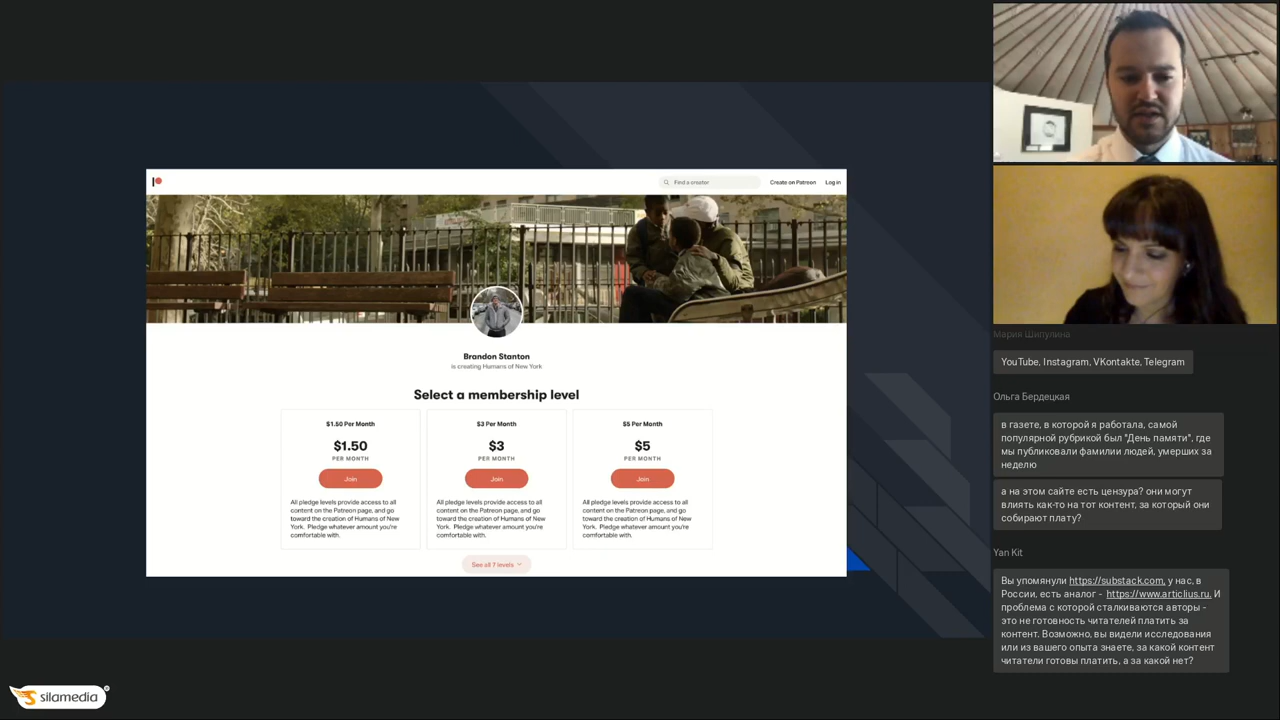 Find a creator
Create on Patreon
Log in
Brandon Stanton
is creating Humans of New York
Select a membership level
$1.50 Per Month
$1.50
PER MONTH
Join
All pledge levels provide access to all
content on the Patreon page, and go
toward the creation of Humans of New
York. Pledge whatever amount you're
comfortable with.
$3 Per Month
$3
PER MONTH
Join
All pledge levels provide access to all
content on the Patreon page, and go
toward the creation of Humans of New
York. Pledge whatever amount you're
comfortable with.
$5 Per Month
$5
PER MONTH
Join
All pledge levels provide access to all
content on the Patreon page, and go
toward the creation of Humans of New
York. Pledge whatever amount you're
comfortable with.
See all 7 levels
Мария Шипулина
YouTube, Instagram, VKontakte, Telegram
Ольга Бердецкая
в газете, в которой я работала, самой
популярной рубрикой был "День памяти", где
мы публиковали фамилии людей, умерших за
неделю
а на этом сайте есть цензура? они могут
влиять как-то на тот контент, за который они
собирают плату?
Yan Kit
Вы упомянули https://substack.com, у нас, в
России, есть аналог - https://www.articlius.ru. И
проблема с которой сталкиваются авторы -
это не готовность читателей платить за
контент. Возможно, вы видели исследования
или из вашего опыта знаете, за какой контент
читатели готовы платить, а за какой нет?
silamedia